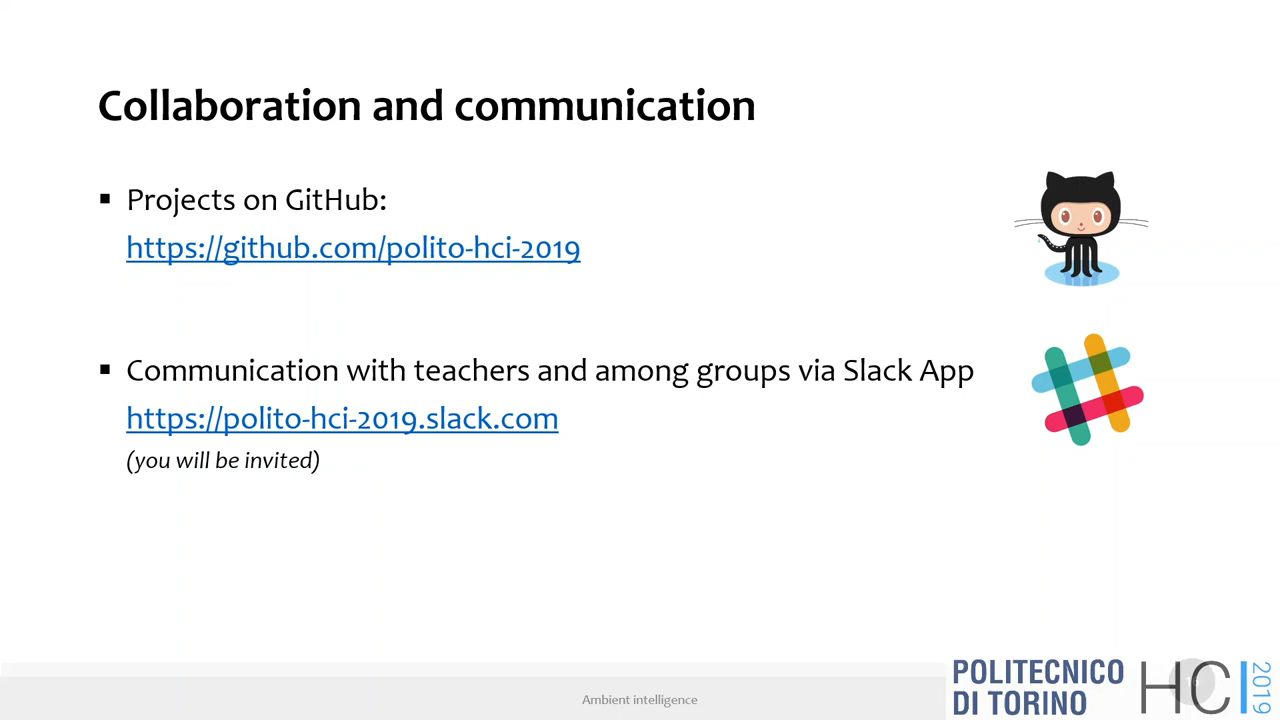 Collaboration and communication
▪ Projects on GitHub:
https://github.com/polito-hci-2019
▪ Communication with teachers and among groups via Slack App
https://polito-hci-2019.slack.com
(you will be invited)
Ambient intelligence
POLITECNICO
DI TORINO
HCI
2019